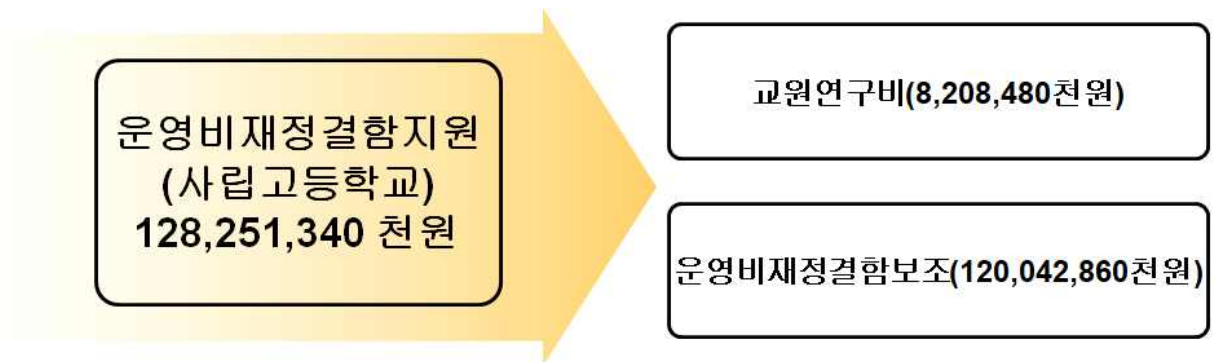 운영비재정결함지원
(사립고등학교)
128,251,340 천원
교원연구비(8,208,480천원)
운영비재정결함보조(120,042,860천원)